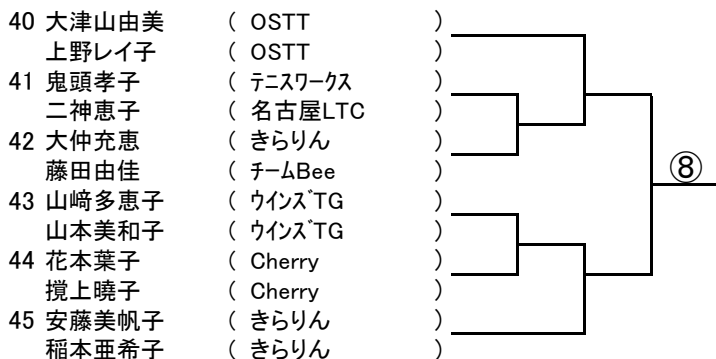 40 大津山由美 ( OSTT )
上野レイ子 ( OSTT )
41 鬼頭孝子 ( テニスワークス )
二神恵子 ( 名古屋LTC )
42 大仲充恵 ( きらりん )
藤田由佳 ( チームBee )
⑧
43 山﨑多恵子 ( ウインズTG )
山本美和子 ( ウインズTG )
44 花本葉子 ( Cherry )
撹上曉子 ( Cherry )
45 安藤美帆子 ( きらりん )
稲本亜希子 ( きらりん )